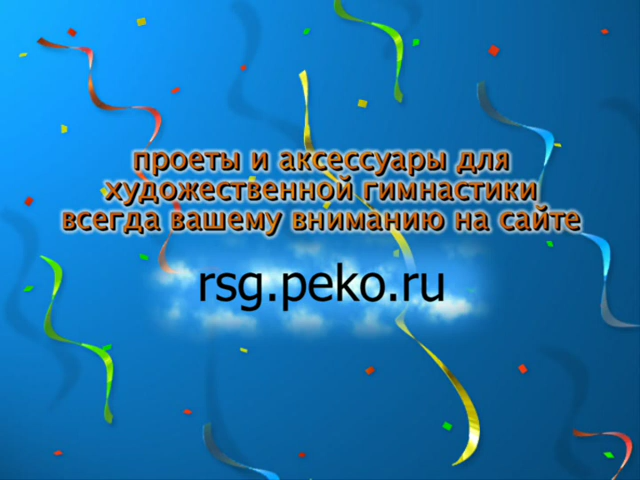 проеты и аксессуары для
художественной гимнастики
всегда вашему вниманию на сайте
rsg.peko.ru